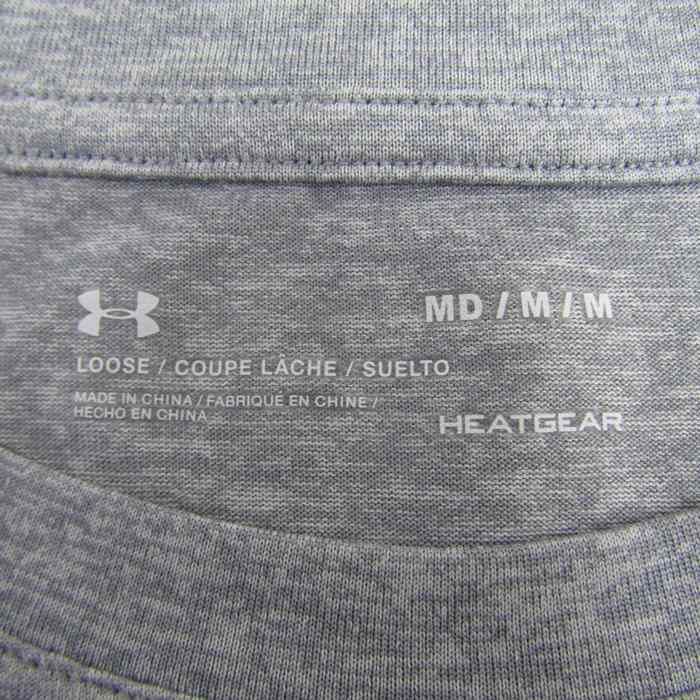 MD / M / M
LOOSE / COUPE LÂCHE / SUELTO
MADE IN CHINA / FABRIQUÉ EN CHINE /
HECHO EN CHINA
HEATGEAR